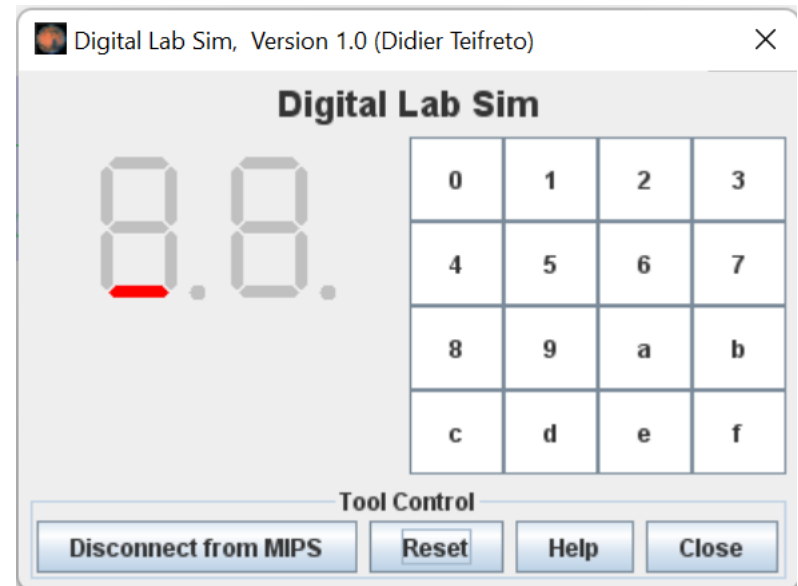 Digital Lab Sim, Version 1.0 (Didier Teifreto)
Digital Lab Sim
0 1 2 3
4 5 6 7
8 9 a b
c d e f
Tool Control
Disconnect from MIPS Reset Help Close